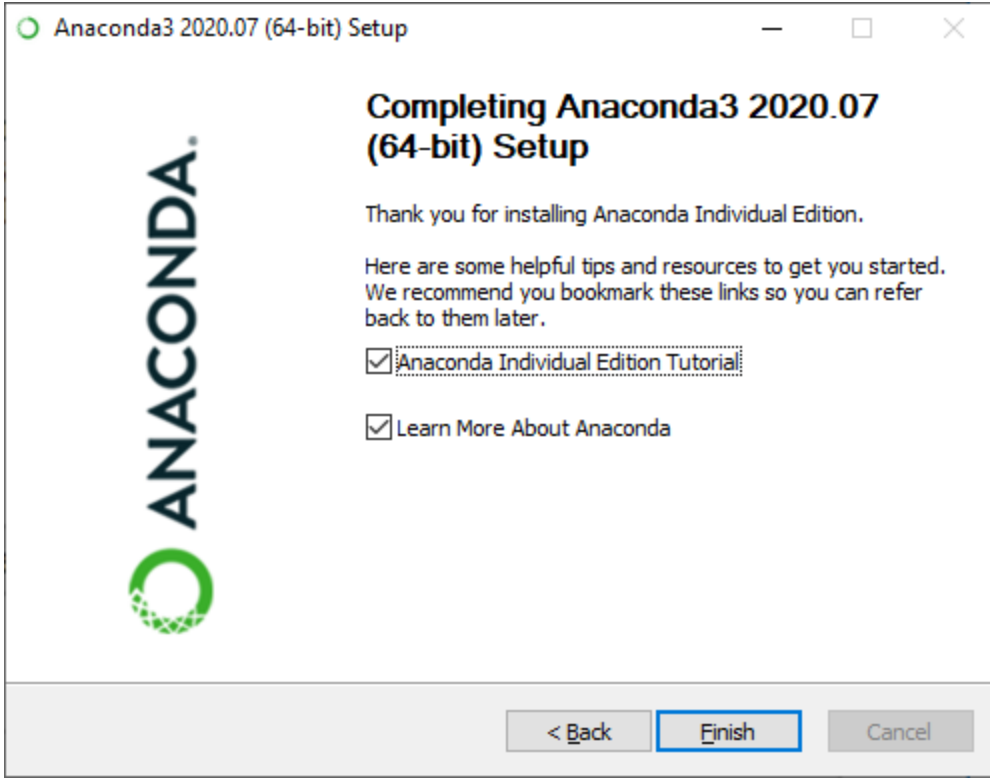 Anaconda3 2020.07 (64-bit) Setup
Completing Anaconda3 2020.07
(64-bit) Setup
Thank you for installing Anaconda Individual Edition.
Here are some helpful tips and resources to get you started.
We recommend you bookmark these links so you can refer
back to them later.
Anaconda Individual Edition Tutorial
Learn More About Anaconda
ANACONDA.
< Back
Finish
Cancel